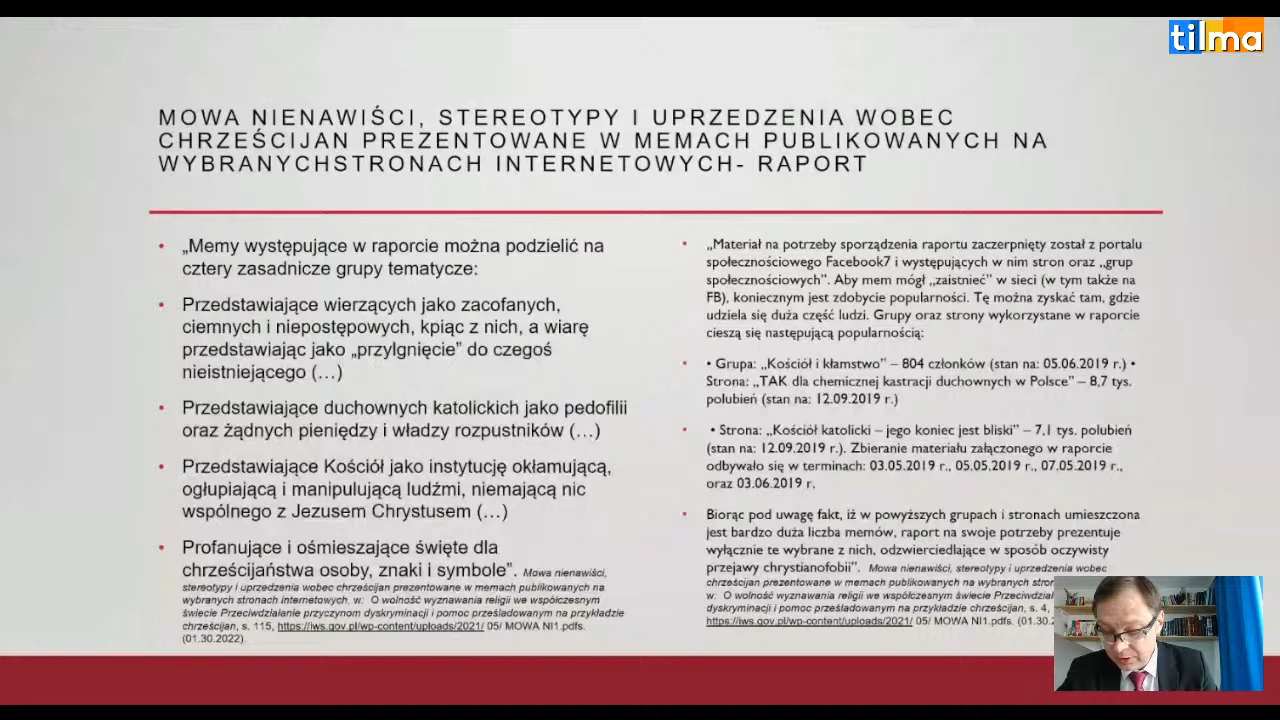 tilma
MOWA NIENAWIŚCI, STEREOTYPY I UPRZEDZENIA WOBEC
CHRZEŚCIJAN PREZENTOWANE W MEMACH PUBLIKOWANYCH NA
WYBRANYCHSTRONACH INTERNETOWYCH- RAPORT
• „Memy występujące w raporcie można podzielić na
cztery zasadnicze grupy tematycze:
• Przedstawiające wierzących jako zacofanych,
ciemnych i niepostępowych, kpiąc z nich, a wiarę
przedstawiając jako „przylgnięcie” do czegoś
nieistniejącego (…)
• Przedstawiające duchownych katolickich jako pedofilii
oraz żądnych pieniędzy i władzy rozpustników (…)
• Przedstawiające Kościół jako instytucję okłamującą,
ogłupiającą i manipulującą ludźmi, niemającą nic
wspólnego z Jezusem Chrystusem (…)
• Profanujące i ośmieszające święte dla
chrześcijaństwa osoby, znaki i symbole”. Mowa nienawiści,
stereotypy i uprzedzenia wobec chrześcijan prezentowane w memach publikowanych na
wybranych stronach internetowych, w: O wolność wyznawania religii we współczesnym
świecie Przeciwdziałanie przyczynom dyskryminacji i pomoc prześladowanym na przykładzie
chrześcijan, s. 115, https://iws.gov.pl/wp-content/uploads/2021/ 05/ MOWA NI1.pdfs.
(01.30.2022).
• „Materiał na potrzeby sporządzenia raportu zaczerpnięty został z portalu
społecznościowego Facebook7 i występujących w nim stron oraz „grup
społecznościowych”. Aby mem mógł „zaistnieć” w sieci (w tym także na
FB), koniecznym jest zdobycie popularności. Tę można zyskać tam, gdzie
udziela się duża część ludzi. Grupy oraz strony wykorzystane w raporcie
cieszą się następującą popularnością:
• • Grupa: „Kościół i kłamstwo” – 804 członków (stan na: 05.06.2019 r.) •
Strona: „TAK dla chemicznej kastracji duchownych w Polsce” – 8,7 tys.
polubień (stan na: 12.09.2019 r.)
• • Strona: „Kościół katolicki – jego koniec jest bliski” – 7,1 tys. polubień
(stan na: 12.09.2019 r.). Zbieranie materiału załączonego w raporcie
odbywało się w terminach: 03.05.2019 r., 05.05.2019 r., 07.05.2019 r.,
oraz 03.06.2019 r.
• Biorąc pod uwagę fakt, iż w powyższych grupach i stronach umieszczona
jest bardzo duża liczba memów, raport na swoje potrzeby prezentuje
wyłącznie te wybrane z nich, odzwierciedlające w sposób oczywisty
przejawy chrystianofobii”. Mowa nienawiści, stereotypy i uprzedzenia wobec
chrześcijan prezentowane w memach publikowanych na wybranych
w: O wolność wyznawania religii we współczesnym świecie
dyskryminacji i pomoc prześladowanym na przykładzie chrześcijan, s. 4,
https://iws.gov.pl/wp-content/uploads/2021/ 05/ MOWA NI1.pdfs.